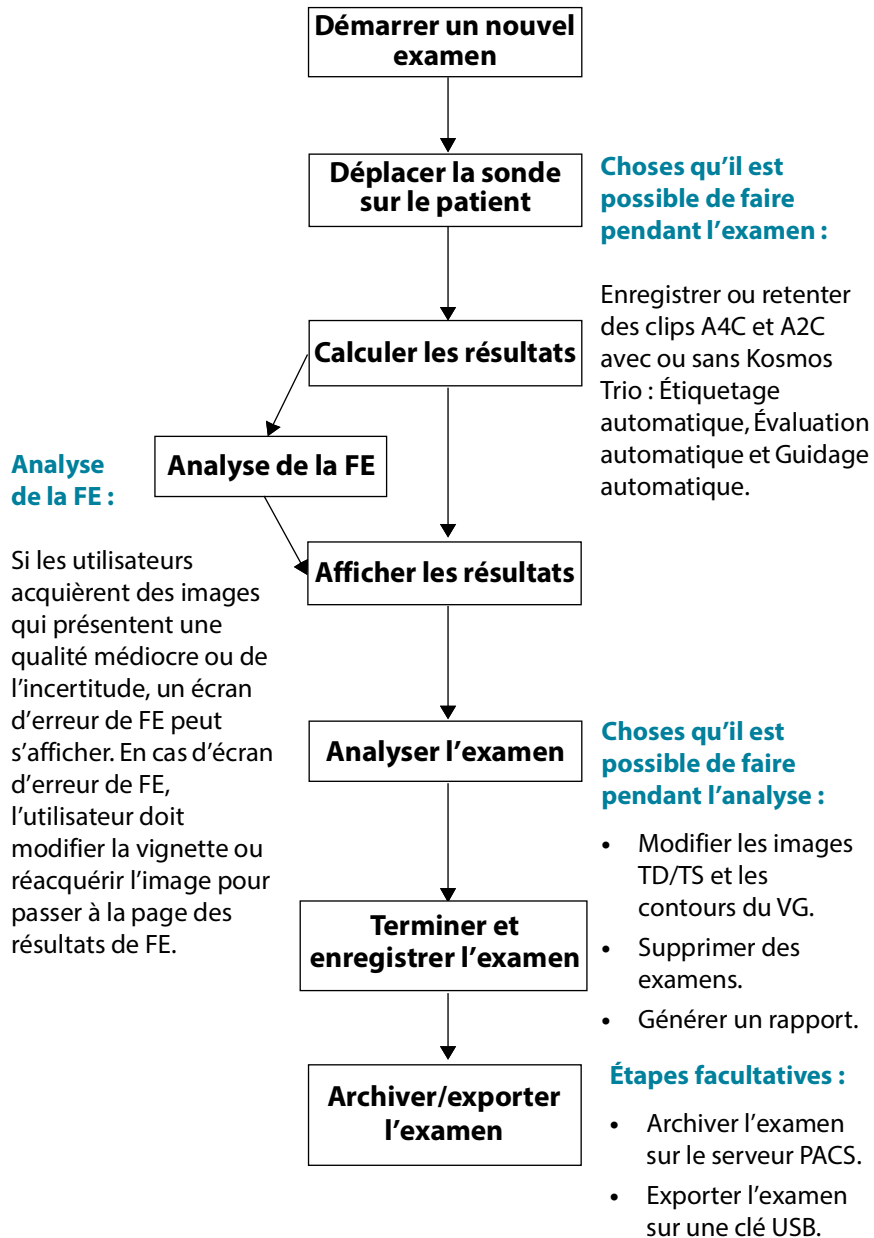 Démarrer un nouvel
examen
Déplacer la sonde
sur le patient
Choses qu'il est
possible de faire
pendant l'examen :
Enregistrer ou retenter
des clips A4C et A2C
avec ou sans Kosmos
Trio : Étiquetage
automatique, Évaluation
automatique et Guidage
automatique.
Calculer les résultats
Analyse de la FE
Analyse
de la FE :
Si les utilisateurs
acquièrent des images
qui présentent une
qualité médiocre ou de
l'incertitude, un écran
d'erreur de FE peut
s'afficher. En cas d'écran
d'erreur de FE,
l'utilisateur doit
modifier la vignette ou
réacquérir l'image pour
passer à la page des
résultats de FE.
Afficher les résultats
Analyser l'examen
Choses qu'il est
possible de faire
pendant l'analyse :
• Modifier les images
TD/TS et les
contours du VG.
• Supprimer des
examens.
• Générer un rapport.
Terminer et
enregistrer l'examen
Archiver/exporter
l'examen
Étapes facultatives :
• Archiver l'examen
sur le serveur PACS.
• Exporter l'examen
sur une clé USB.